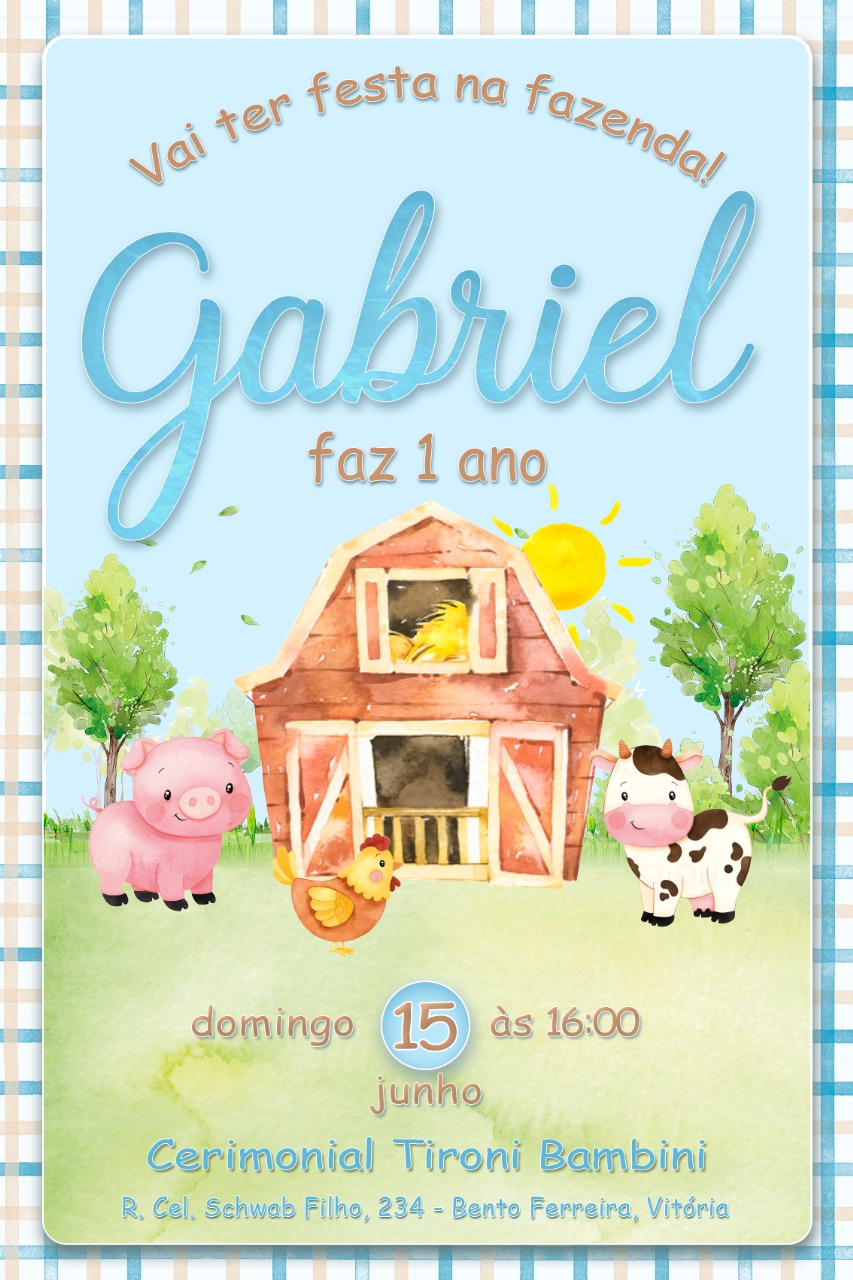 Vai ter festa na fazenda!
Gabriel
faz 1 ano
domingo 15 às 16:00
junho
Cerimonial Tironi Bambini
R. Cel. Schwab Filho, 234 - Bento Ferreira, Vitória